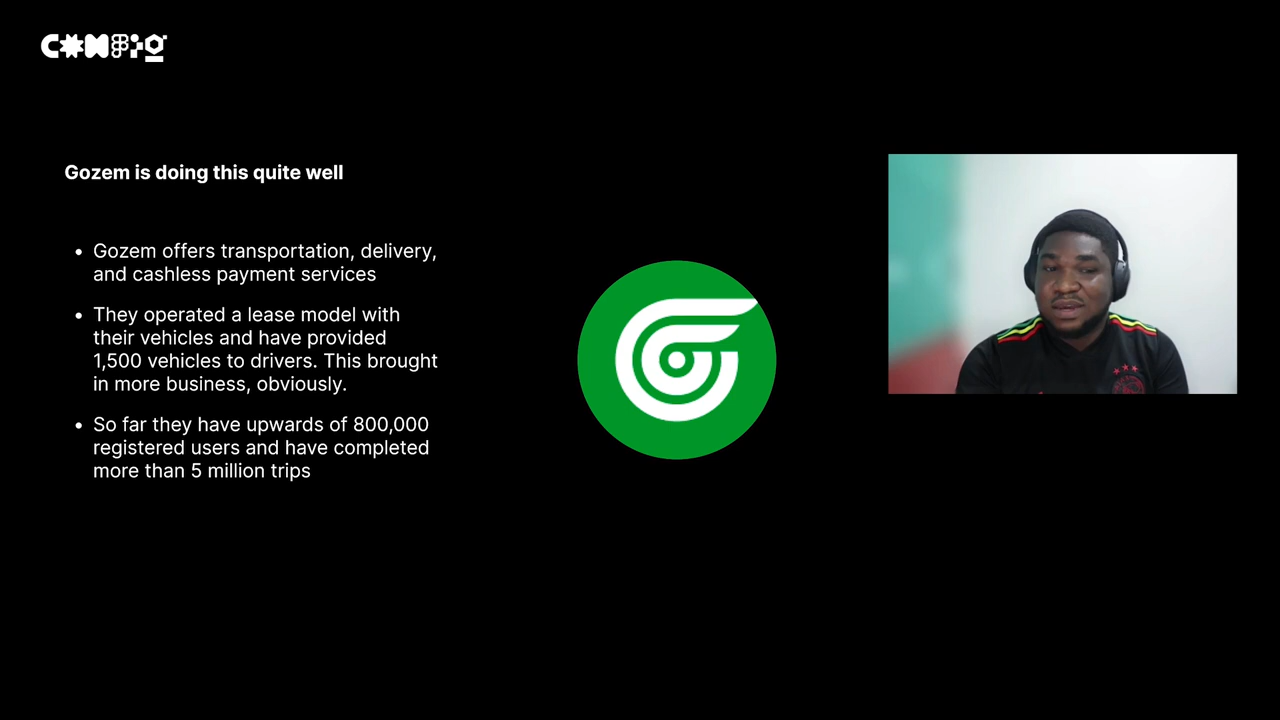 CONFIG
Gozem is doing this quite well
• Gozem offers transportation, delivery,
and cashless payment services
• They operated a lease model with
their vehicles and have provided
1,500 vehicles to drivers. This brought
in more business, obviously.
• So far they have upwards of 800,000
registered users and have completed
more than 5 million trips